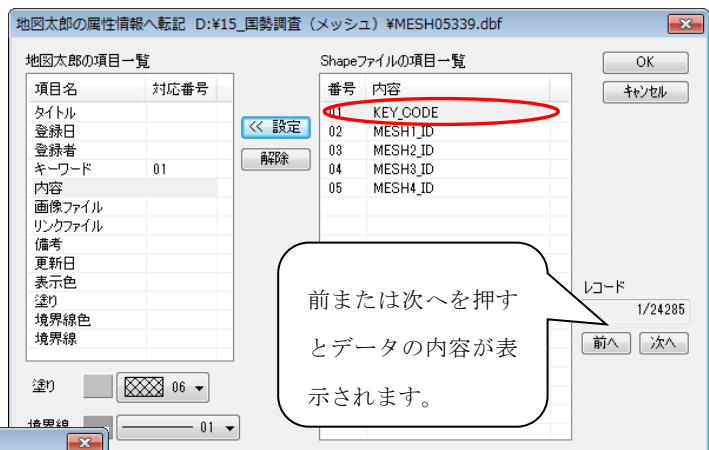 地図太郎の属性情報へ転記 D:¥15_国勢調査（メッシュ）¥MESH05339.dbf
地図太郎の項目一覧
項目名 対応番号
タイトル
登録日
登録者
キーワード 01
内容
画像ファイル
リンクファイル
備考
更新日
表示色
塗り
境界線色
境界線
<< 設定
解除
Shapeファイルの項目一覧
番号 内容
01 KEY_CODE
02 MESH1_ID
03 MESH2_ID
04 MESH3_ID
05 MESH4_ID
OK
キャンセル
前または次へを押す
とデータの内容が表
示されます。
レコード
1/24285
前へ 次へ
塗り 06
境界線 01